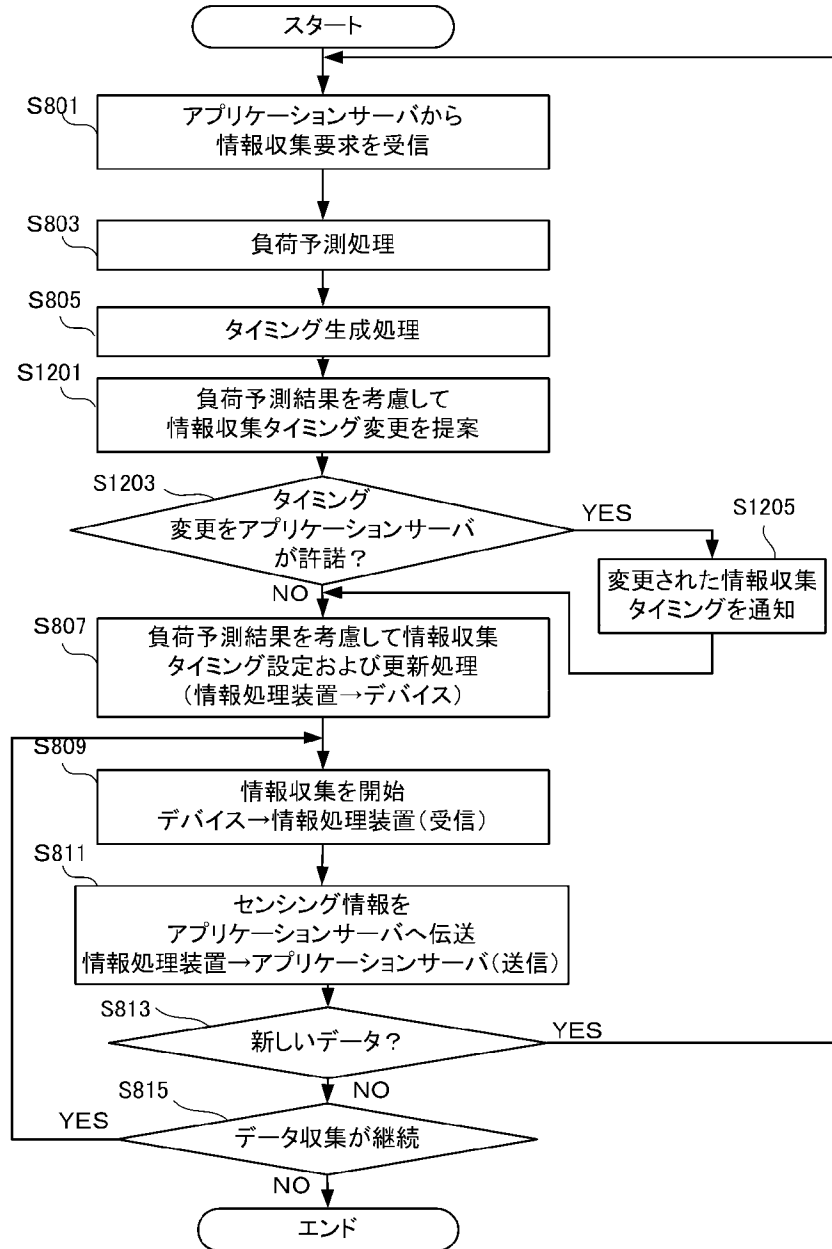 スタート
S801
アプリケーションサーバから
情報収集要求を受信
S803
負荷予測処理
S805
タイミング生成処理
S1201
負荷予測結果を考慮して
情報収集タイミング変更を提案
S1203
タイミング
変更をアプリケーションサーバ
が許諾？
YES
NO
S1205
変更された情報収集
タイミングを通知
S807
負荷予測結果を考慮して情報収集
タイミング設定および更新処理
（情報処理装置→デバイス）
S809
情報収集を開始
デバイス→情報処理装置（受信）
S811
センシング情報を
アプリケーションサーバへ伝送
情報処理装置→アプリケーションサーバ（送信）
S813
新しいデータ？
YES
NO
S815
YES
データ収集が継続
NO
エンド